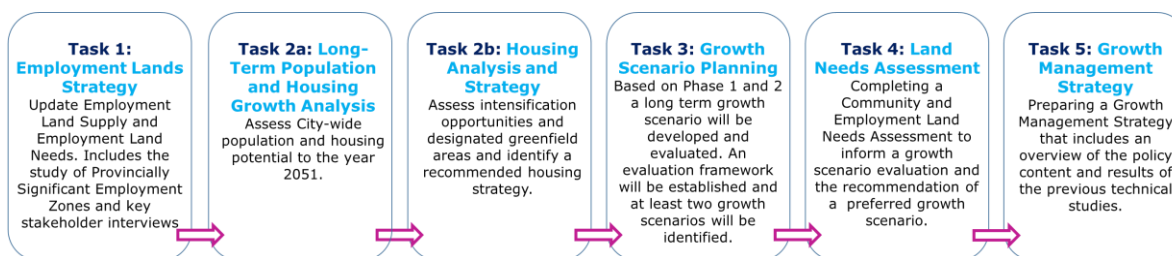 Task 1:
Employment Lands
Strategy
Update Employment
Land Supply and
Employment Land
Needs. Includes the
study of Provincially
Significant Employment
Zones and key
stakeholder interviews
Task 2a: Long-
Term Population
and Housing
Growth Analysis
Assess City-wide
population and housing
potential to the year
2051.
Task 2b: Housing
Analysis and
Strategy
Assess intensification
opportunities and
designated greenfield
areas and identify a
recommended housing
strategy.
Task 3: Growth
Scenario Planning
Based on Phase 1 and 2
a long term growth
scenario will be
developed and
evaluated. An
evaluation framework
will be established and
at least two growth
scenarios will be
identified.
Task 4: Land
Needs Assessment
Completing a
Community and
Employment Land
Needs Assessment to
inform a growth
scenario evaluation and
the recommendation of
a preferred growth
scenario.
Task 5: Growth
Management
Strategy
Preparing a Growth
Management Strategy
that includes an
overview of the policy
content and results of
the previous technical
studies.